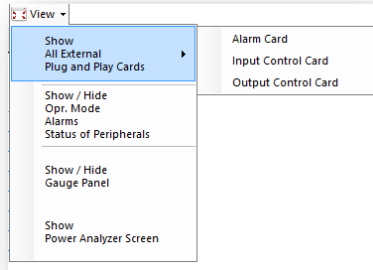 View
Show
All External
Plug and Play Cards
Alarm Card
Input Control Card
Output Control Card
Show / Hide
Opr. Mode
Alarms
Status of Peripherals
Show / Hide
Gauge Panel
Show
Power Analyzer Screen